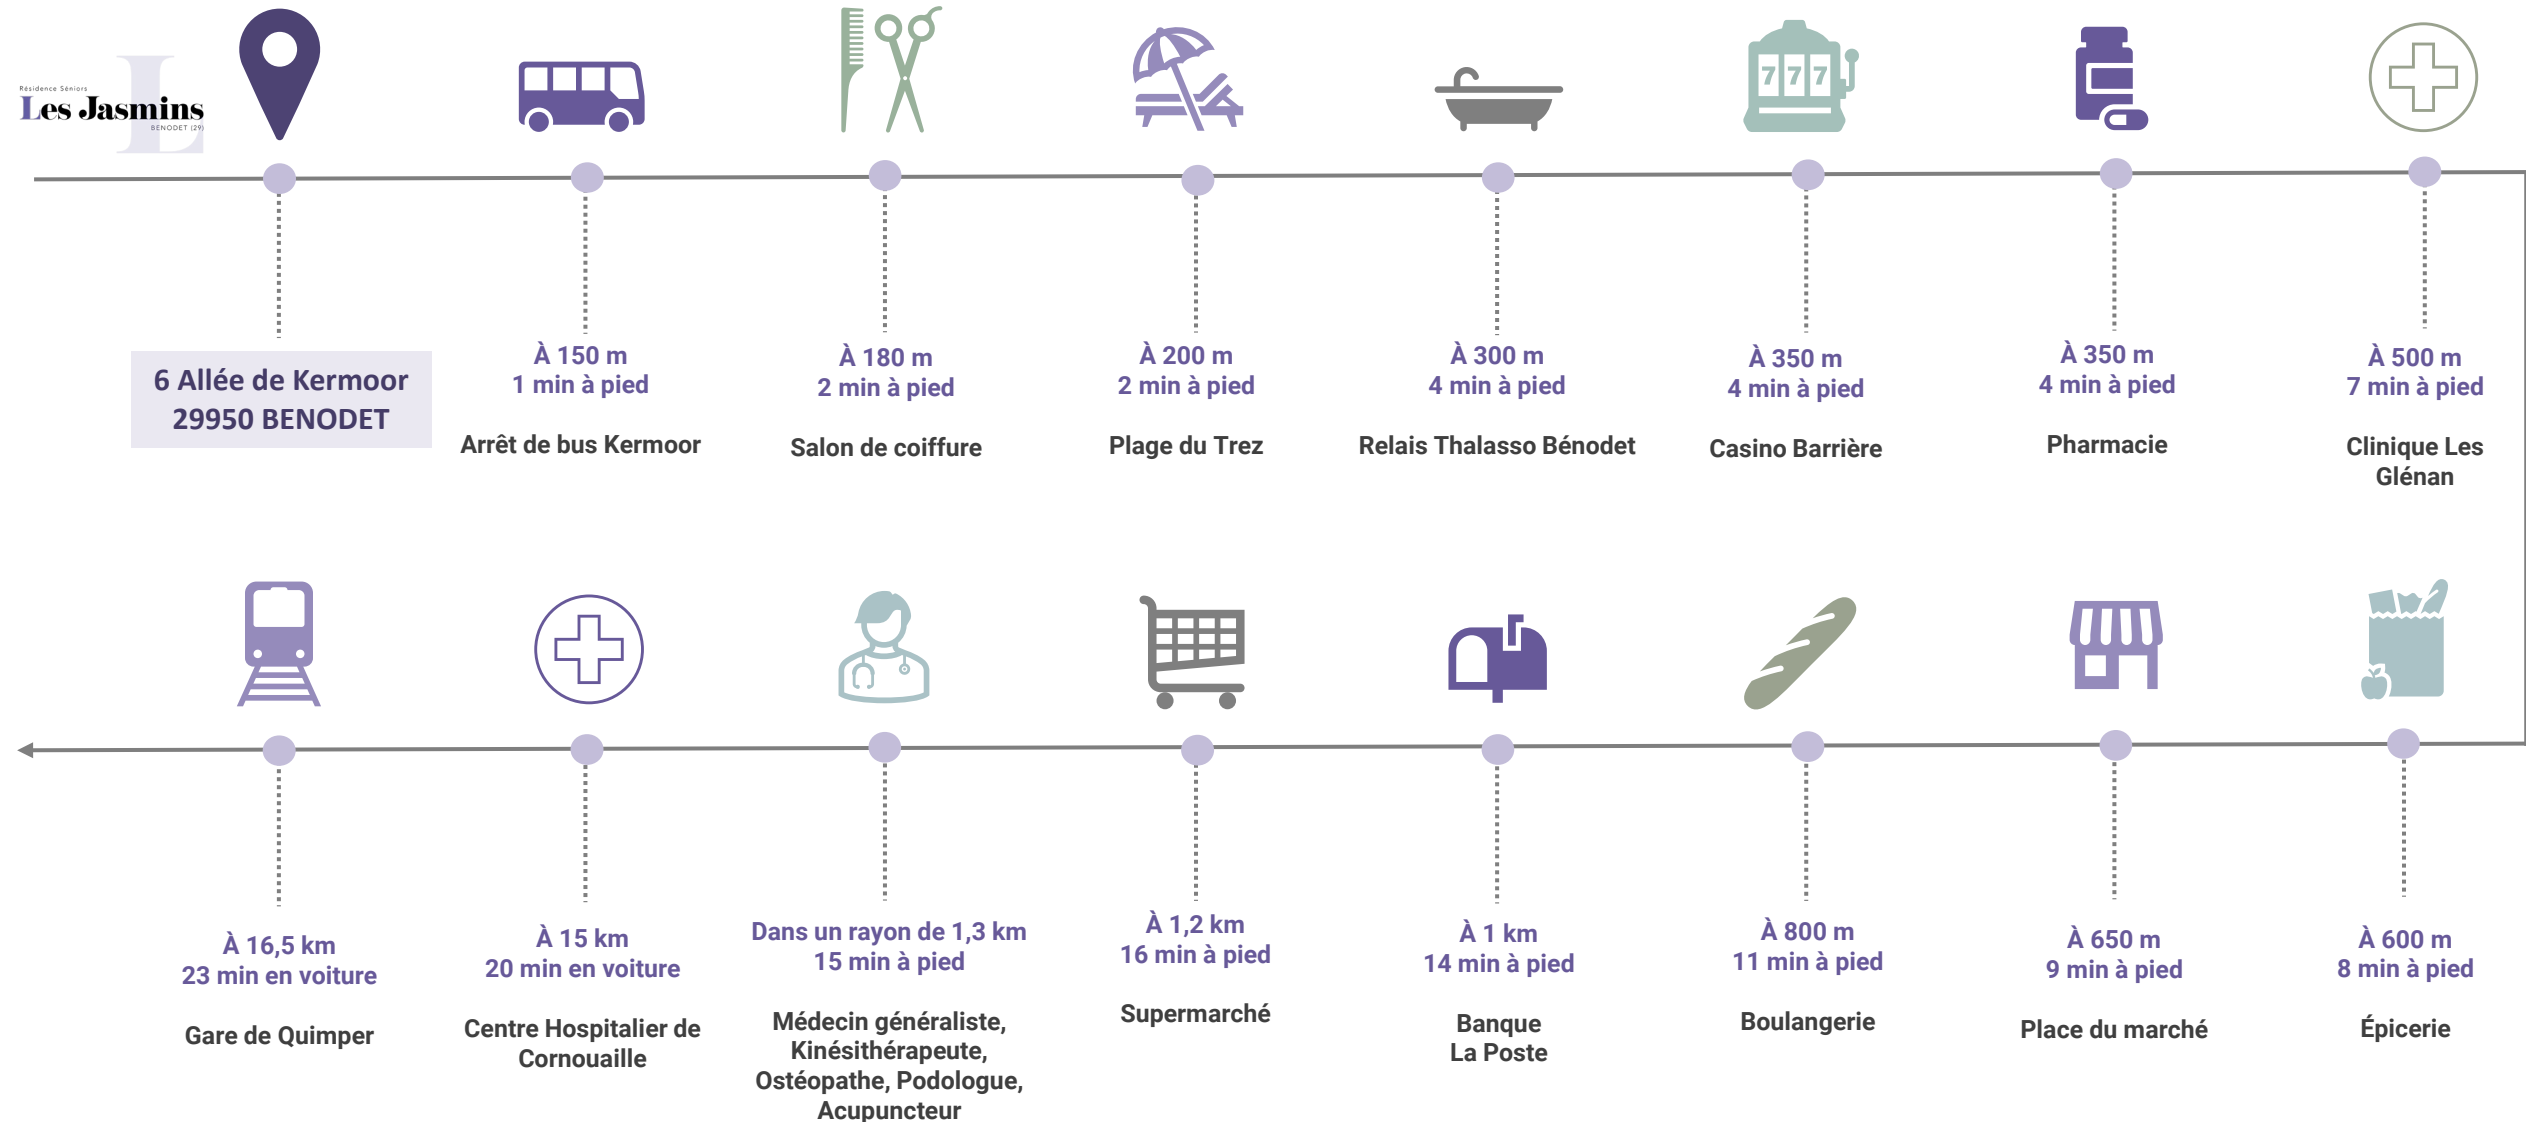 Résidence Séniors
Les Jasmins
BENODET (29)
777
6 Allée de Kermoor
29950 BENODET
À 150 m
1 min à pied
Arrêt de bus Kermoor
À 180 m
2 min à pied
Salon de coiffure
À 200 m
2 min à pied
Plage du Trez
À 300 m
4 min à pied
Relais Thalasso Bénodet
À 350 m
4 min à pied
Casino Barrière
À 350 m
4 min à pied
Pharmacie
À 500 m
7 min à pied
Clinique Les
Glénan
À 600 m
8 min à pied
Épicerie
À 650 m
9 min à pied
Place du marché
À 800 m
11 min à pied
Boulangerie
À 1 km
14 min à pied
Banque
La Poste
À 1,2 km
16 min à pied
Supermarché
Dans un rayon de 1,3 km
15 min à pied
Médecin généraliste,
Kinésithérapeute,
Ostéopathe, Podologue,
Acupuncteur
À 15 km
20 min en voiture
Centre Hospitalier de
Cornouaille
À 16,5 km
23 min en voiture
Gare de Quimper